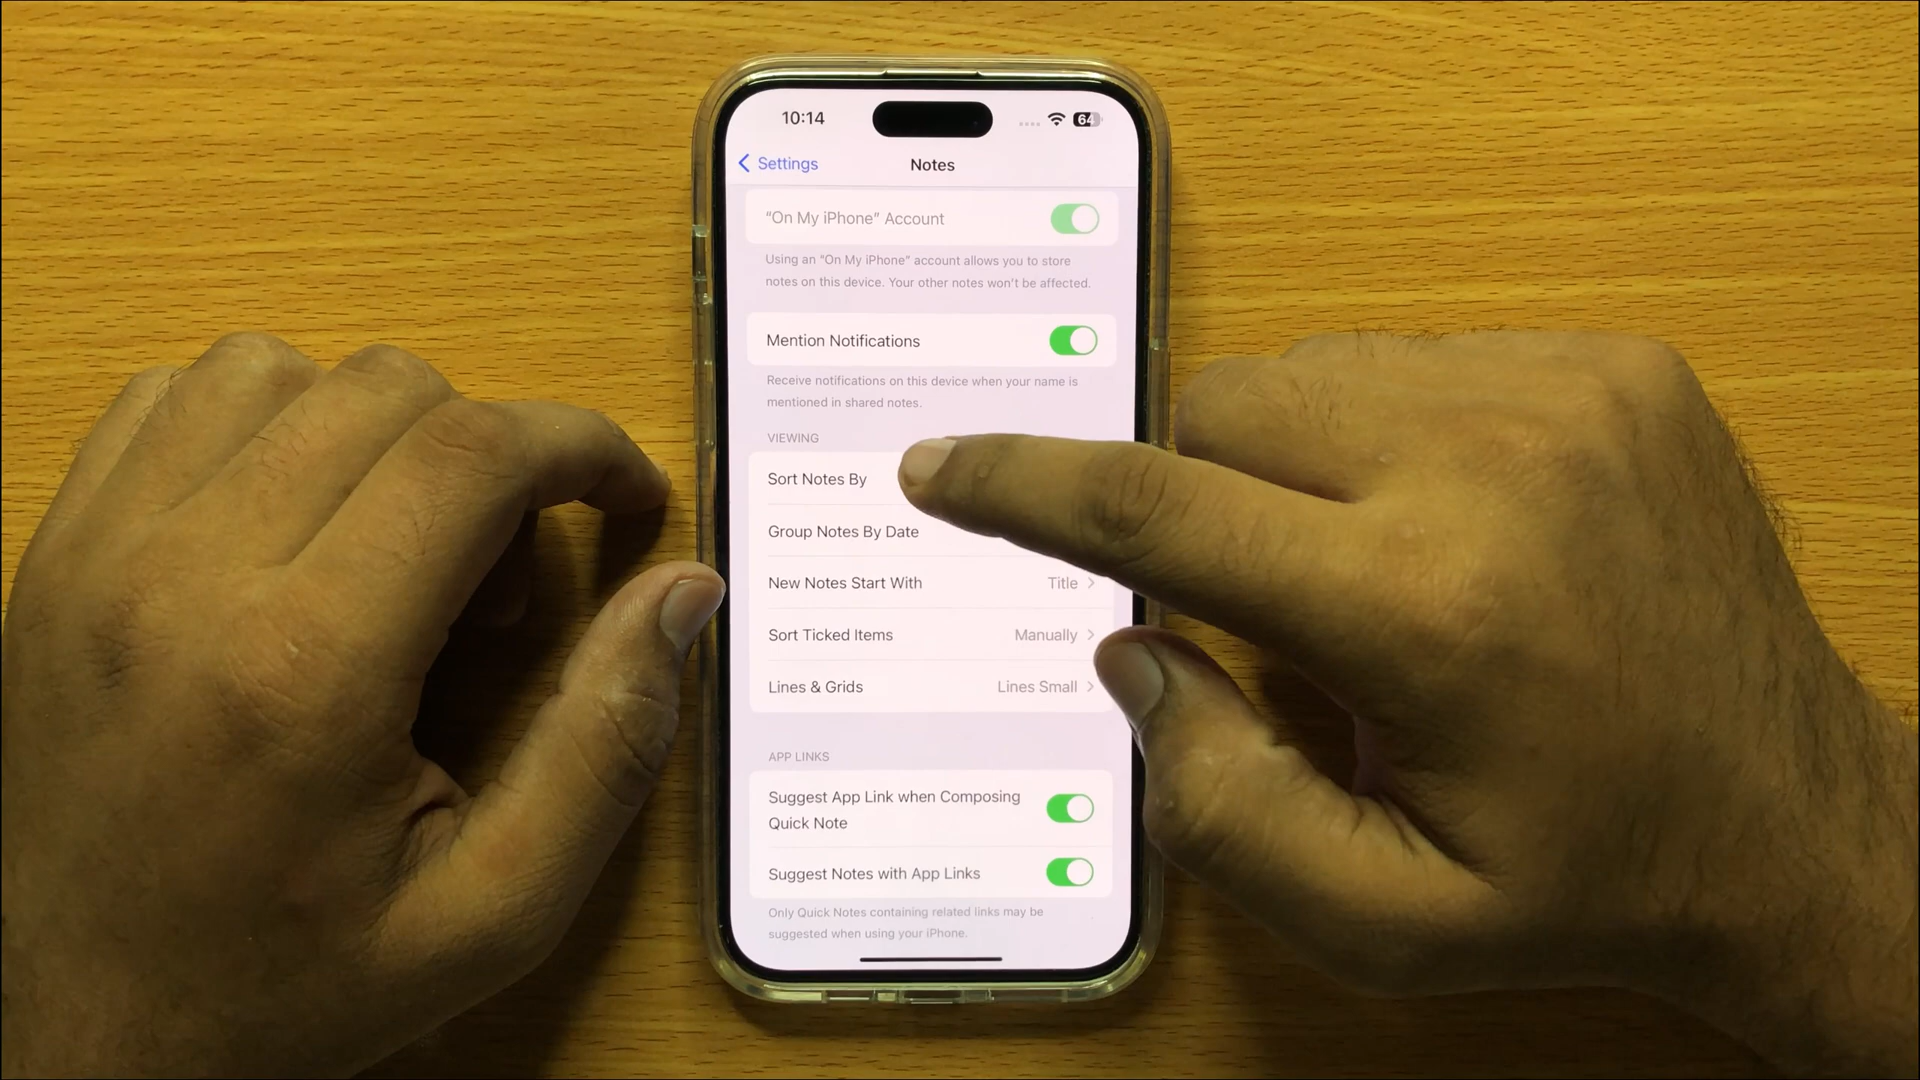 10:14
64
Settings
Notes
“On My iPhone” Account
Using an “On My iPhone” account allows you to store
notes on this device. Your other notes won’t be affected.
Mention Notifications
Receive notifications on this device when your name is
mentioned in shared notes.
VIEWING
Sort Notes By
Group Notes By Date
New Notes Start With Title
Sort Ticked Items Manually
Lines & Grids Lines Small
APP LINKS
Suggest App Link when Composing
Quick Note
Suggest Notes with App Links
Only Quick Notes containing related links may be
suggested when using your iPhone.